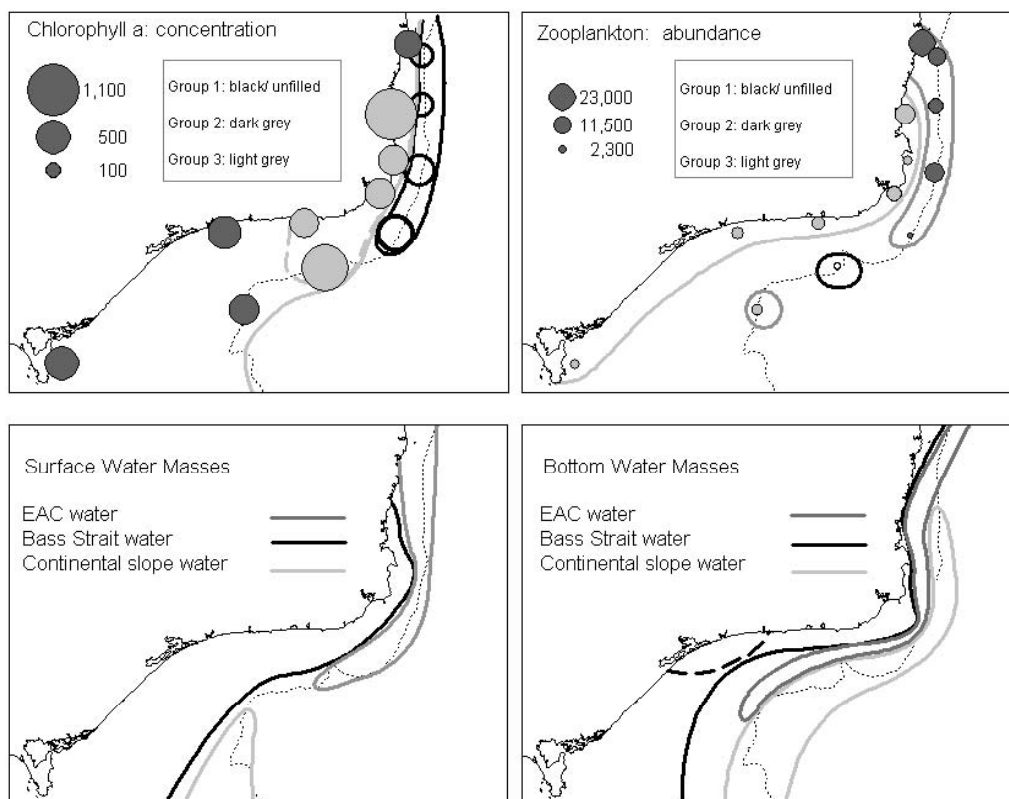 Chlorophyll a: concentration
1,100
500
100
Group 1: black/ unfilled
Group 2: dark grey
Group 3: light grey
Zooplankton: abundance
23,000
11,500
2,300
Group 1: black/ unfilled
Group 2: dark grey
Group 3: light grey
Surface Water Masses
EAC water
Bass Strait water
Continental slope water
Bottom Water Masses
EAC water
Bass Strait water
Continental slope water